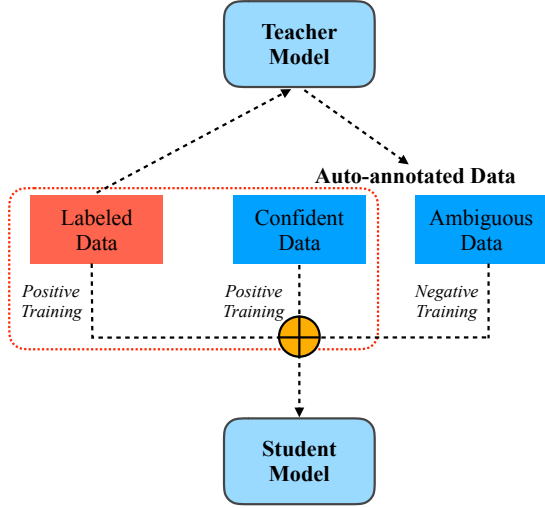 Teacher
Model
Auto-annotated Data
Labeled
Data
Confident
Data
Ambiguous
Data
Positive
Training
Positive
Training
Negative
Training
Student
Model